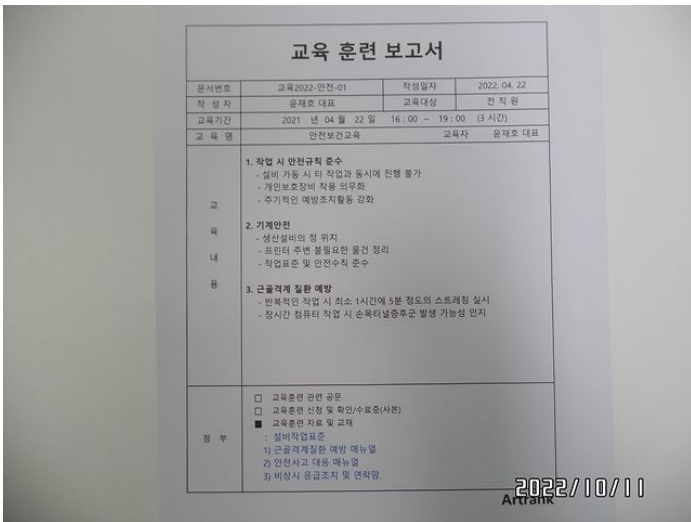 교육 훈련 보고서
문서번호 교육2022-안전-01 작성일자 2022. 04. 22
작 성 자 윤재호 대표 교육대상 전 직 원
교육기간 2021 년 04 월 22 일 16 : 00 ~ 19 : 00 (3 시간)
교 육 명 안전보건교육 교육자 윤재호 대표
교 육 내 용
1. 작업 시 안전규칙 준수
- 설비 가동 시 타 작업과 동시에 진행 불가
- 개인보호장비 착용 의무화
- 주기적인 예방조치활동 강화
2. 기계안전
- 생산설비의 정 위치
- 프린터 주변 불필요한 물건 정리
- 작업표준 및 안전수칙 준수
3. 근골격계 질환 예방
- 반복적인 작업 시 최소 1시간에 5분 정도의 스트레칭 실시
- 장시간 컴퓨터 작업 시 손목터널증후군 발생 가능성 인지
첨 부
□ 교육훈련 관련 공문
□ 교육훈련 신청 및 확인/수료증(사본)
■ 교육훈련 자료 및 교재
: 설비작업표준
1) 근골격계질환 예방 매뉴얼
2) 안전사고 대응 매뉴얼
3) 비상시 응급조치 및 연락망.
Artrank
2022/10/11